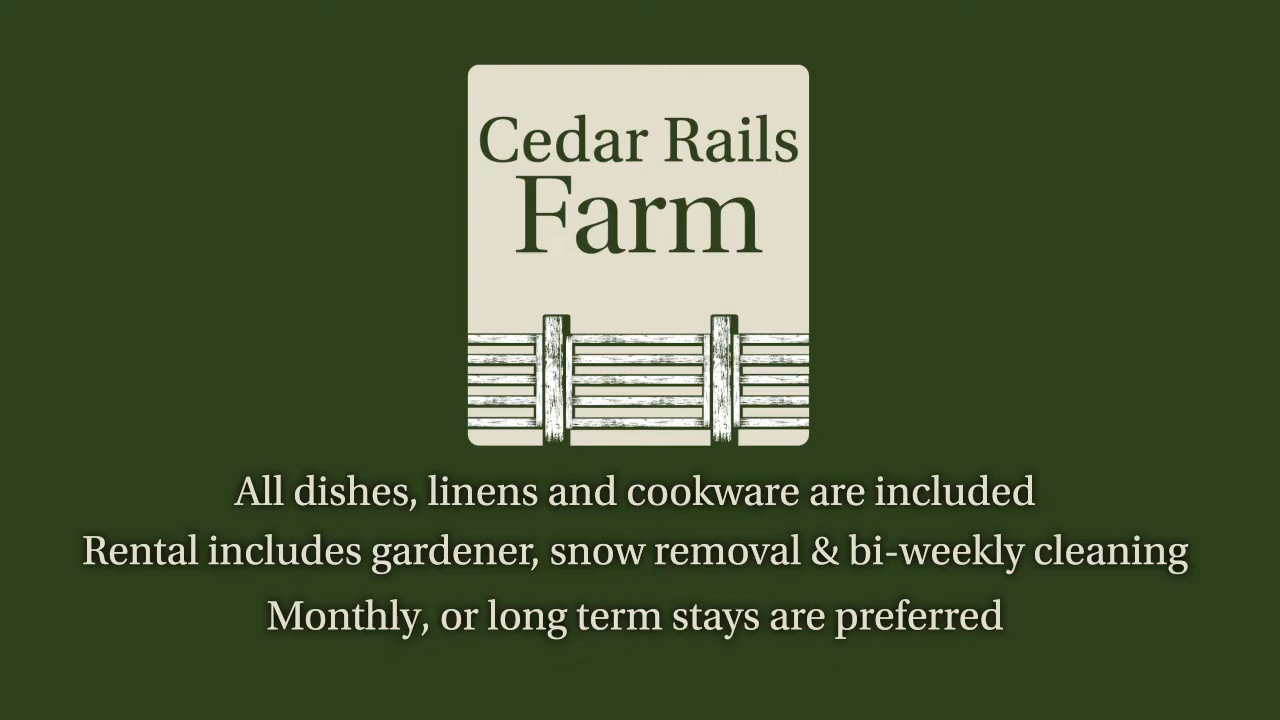 Cedar Rails
Farm
All dishes, linens and cookware are included
Rental includes gardener, snow removal & bi-weekly cleaning
Monthly, or long term stays are preferred